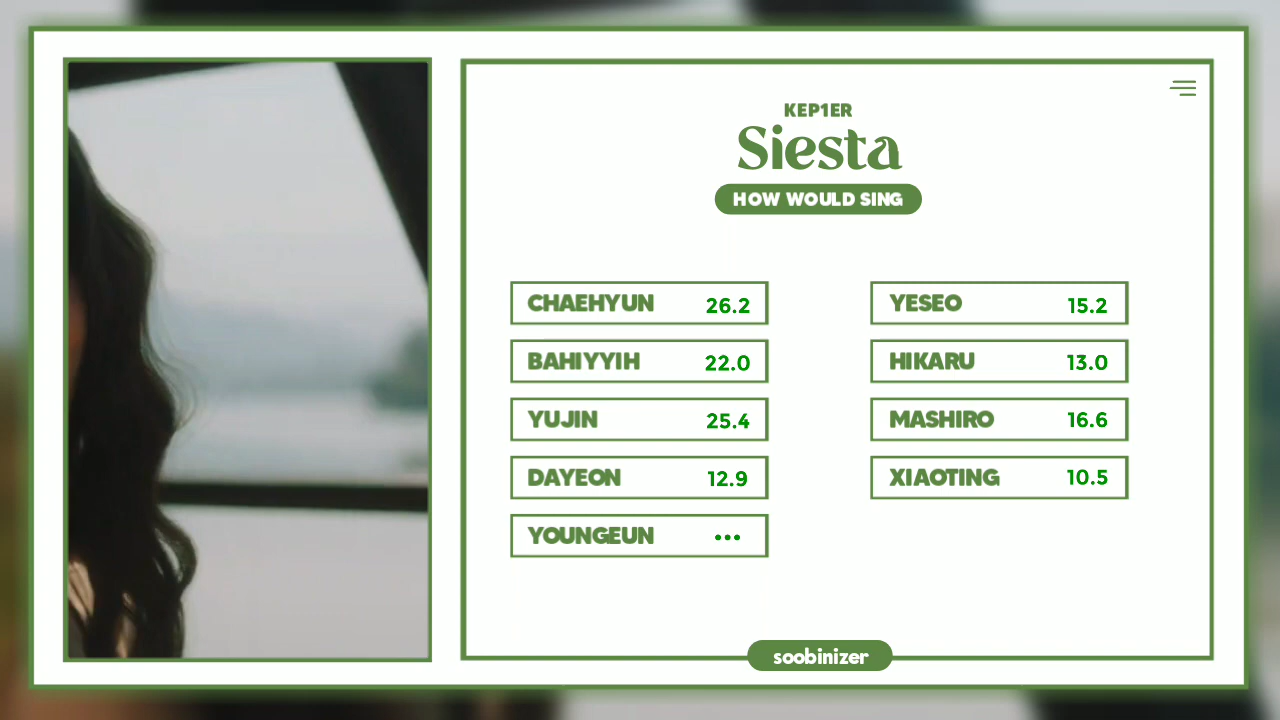 KEP1ER
Siesta
HOW WOULD SING
CHAEHYUN 26.2
BAHIYYIH 22.0
YUJIN 25.4
DAYEON 12.9
YOUNGEUN •••
YESEO 15.2
HIKARU 13.0
MASHIRO 16.6
XIAOTING 10.5
soobinizer